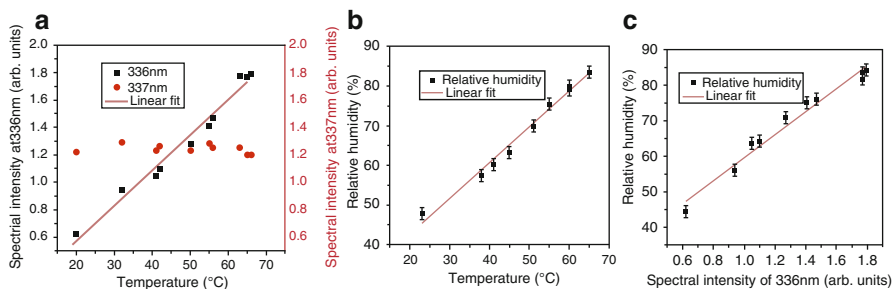 a
Spectral intensity at336nm (arb. units)
2.0
1.8
1.6
1.4
1.2
1.0
0.8
0.6
336nm
337nm
Linear fit
10
20
30
40
50
60
70
Temperature (°C)
2.0
1.8
1.6
1.4
1.2
1.0
0.8
0.6
Spectral intensity at337nm (arb. units)
b
Relative humidity (%)
90
80
70
60
50
40
Relative humidity
Linear fit
20
30
40
50
60
Temperature (°C)
c
Relative humidity (%)
90
80
70
60
50
40
Relative humidity
Linear fit
0.6
0.8
1.0
1.2
1.4
1.6
1.8
Spectral intensity of 336nm (arb. units)